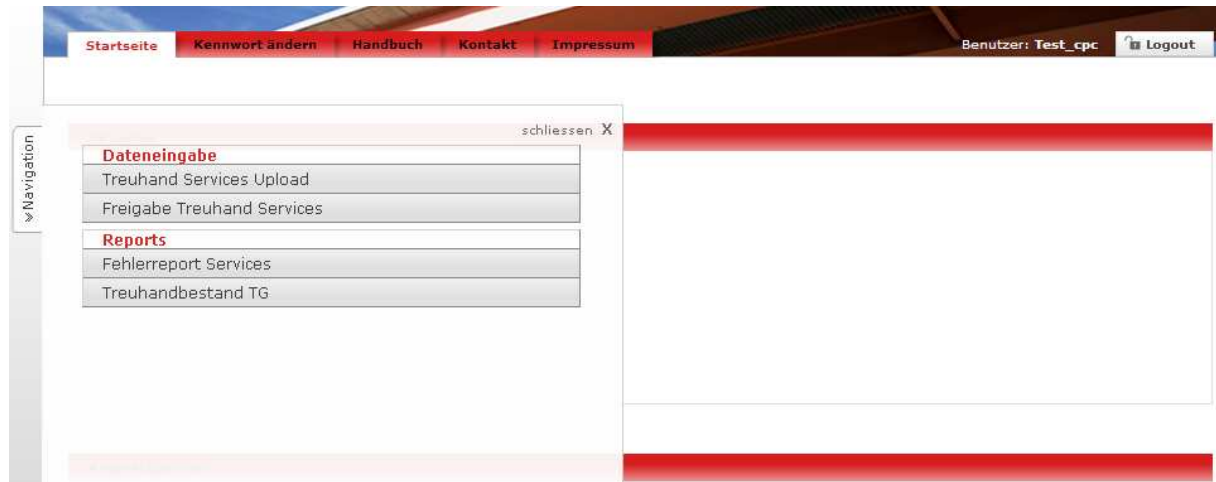 Startseite Kennwort ändern Handbuch Kontakt Impressum Benutzer: Test_cpc Logout
schliessen X
Navigation
Dateneingabe
Treuhand Services Upload
Freigabe Treuhand Services
Reports
Fehlerreport Services
Treuhandbestand TG